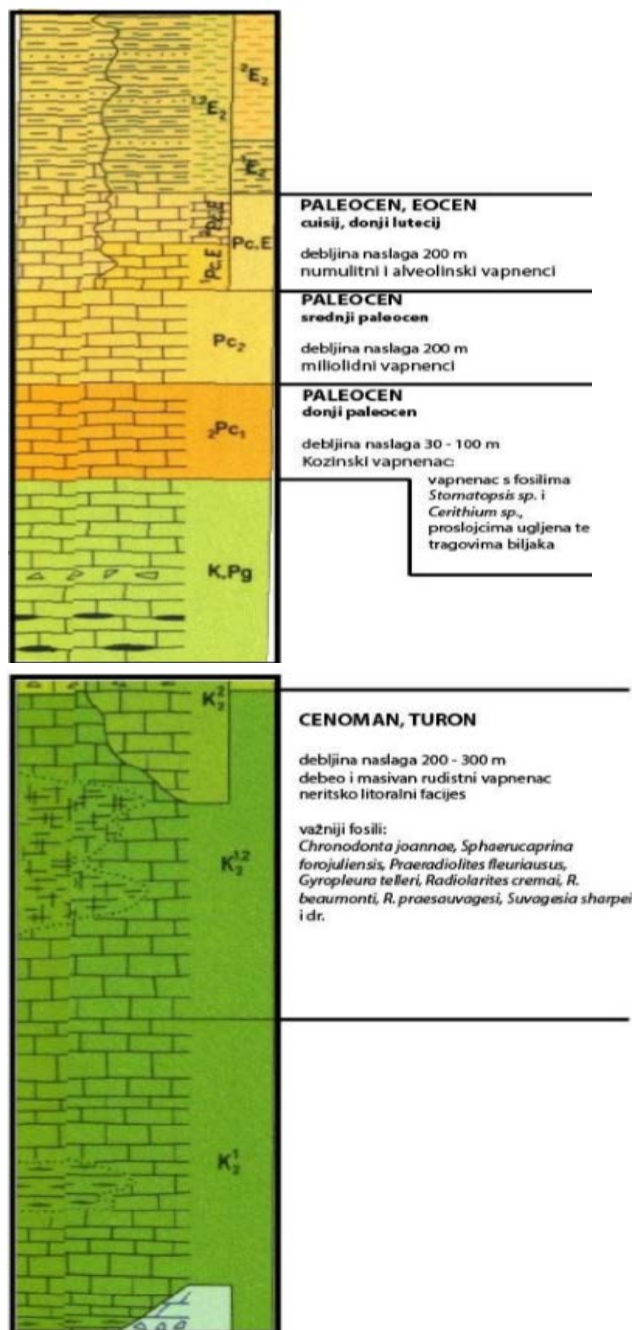 ²E₂
¹,²E₂
¹E₂
²Pc,E
Pc,E
¹Pc,E
PALEOCEN, EOCEN
cuisij, donji lutecij
debljina naslaga 200 m
numulitni i alveolinski vapnenci
PALEOCEN
srednji paleocen
Pc₂
debljina naslaga 200 m
miliolidni vapnenci
PALEOCEN
donji paleocen
₂Pc₁
debljina naslaga 30 - 100 m
Kozinski vapnenac:
vapnenac s fosilima
Stomatopsis sp. i
Cerithium sp.,
proslojcima ugljena te
tragovima biljaka
K,Pg
K₂²
CENOMAN, TURON
debljina naslaga 200 - 300 m
debeo i masivan rudistni vapnenac
neritsko litoralni facijes
važniji fosili:
Chronodonta joannae, Sphaerucaprina
forojuliensis, Praeradiolites fleuriausus,
Gyropleura telleri, Radiolarites cremai, R.
beaumonti, R. praesauvagesi, Suvagesia sharpei
i dr.
K₂¹,²
K₂¹